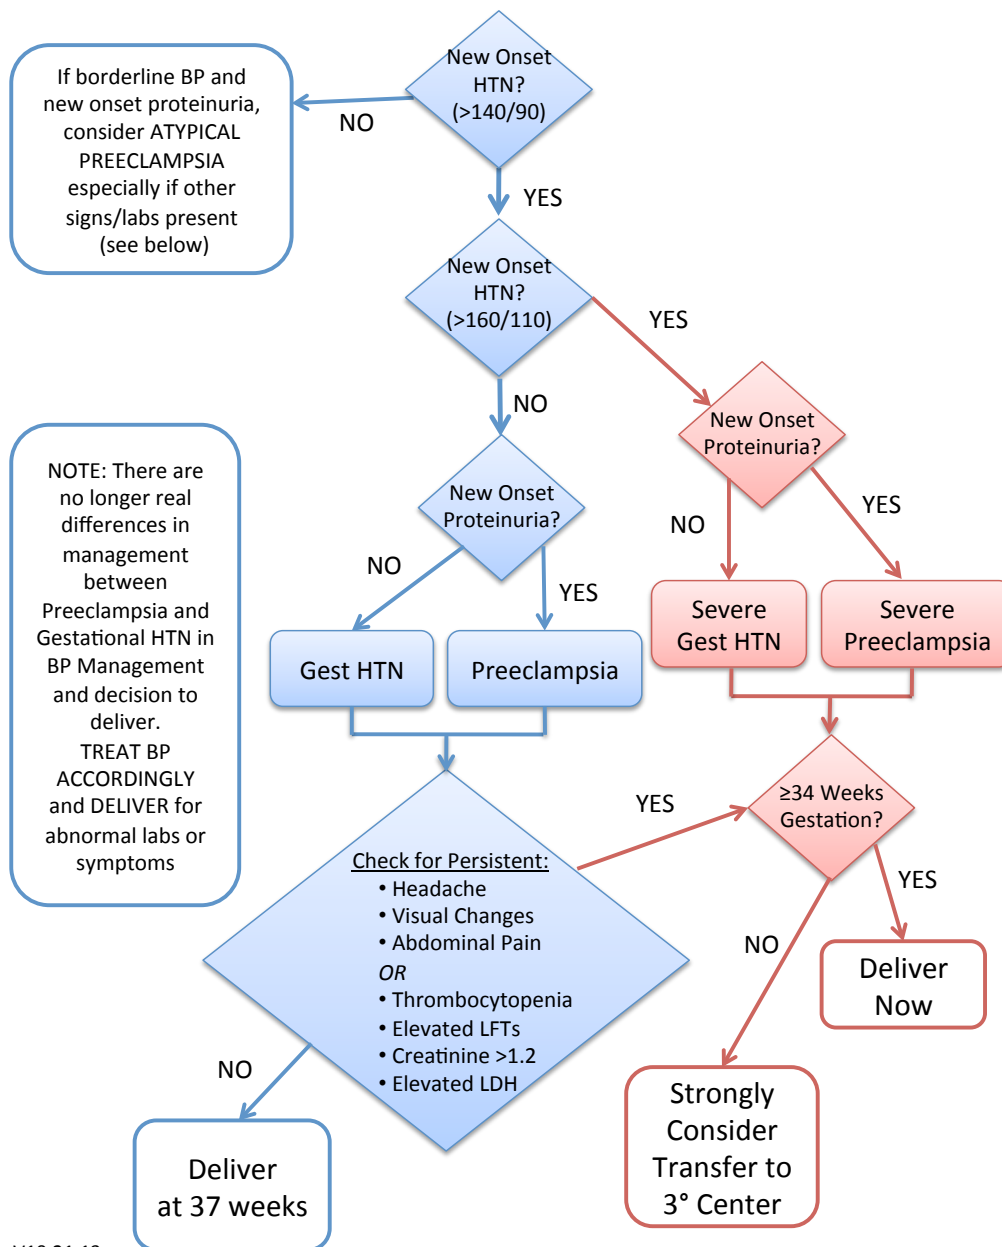 New Onset
HTN?
(>140/90)
NO
If borderline BP and
new onset proteinuria,
consider ATYPICAL
PREECLAMPSIA
especially if other
signs/labs present
(see below)
YES
New Onset
HTN?
(>160/110)
YES
NO
New Onset
Proteinuria?
NO
YES
New Onset
Proteinuria?
NO
YES
NOTE: There are
no longer real
differences in
management
between
Preeclampsia and
Gestational HTN in
BP Management
and decision to
deliver.
TREAT BP
ACCORDINGLY
and DELIVER for
abnormal labs or
symptoms
Severe
Gest HTN
Severe
Preeclampsia
Gest HTN
Preeclampsia
≥34 Weeks
Gestation?
YES
Check for Persistent:
• Headache
• Visual Changes
• Abdominal Pain
OR
• Thrombocytopenia
• Elevated LFTs
• Creatinine >1.2
• Elevated LDH
YES
NO
Deliver
Now
NO
Strongly
Consider
Transfer to
3° Center
Deliver
at 37 weeks